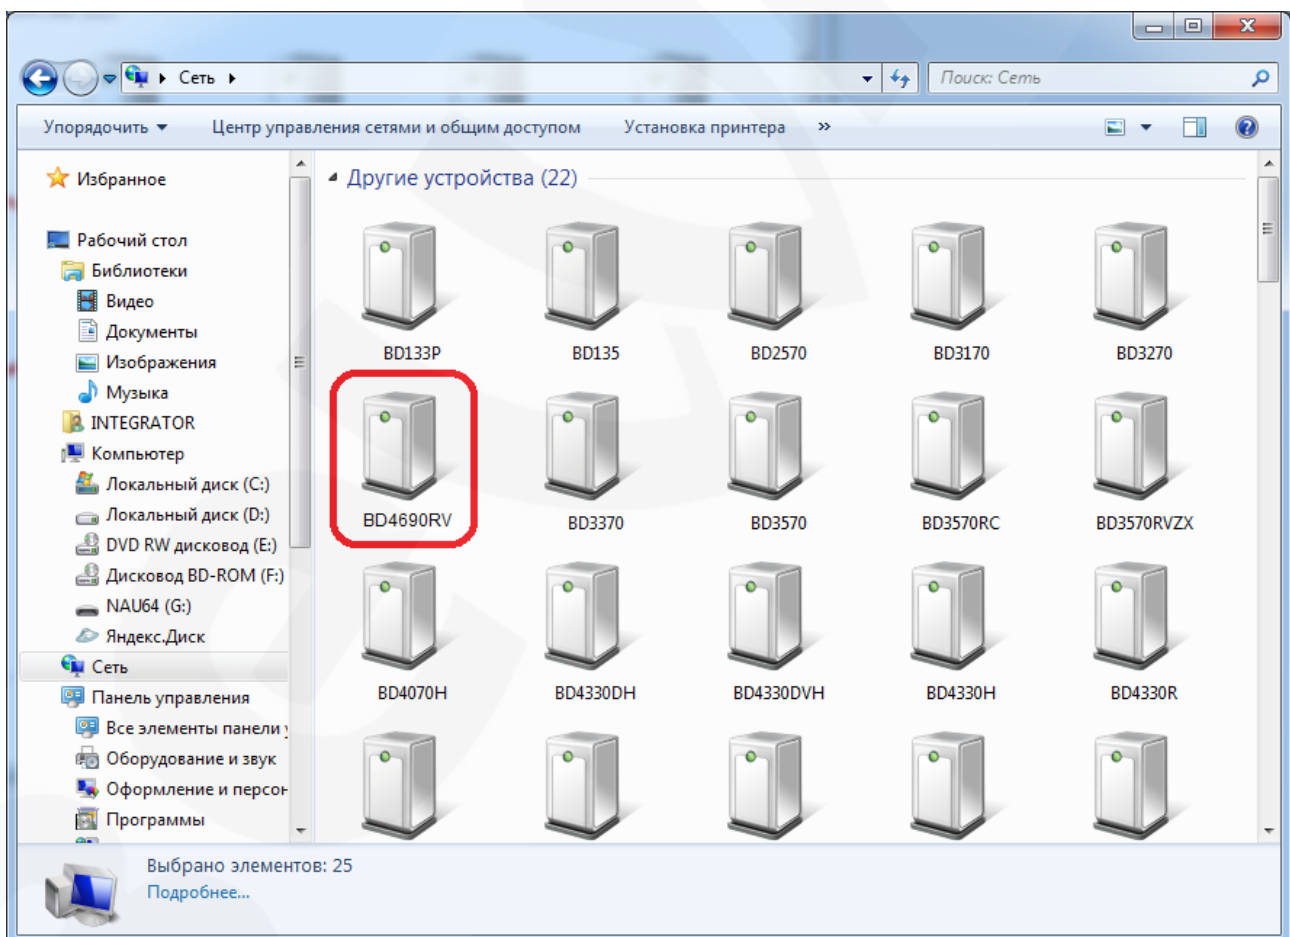 Сеть
Поиск: Сеть
Упорядочить
Центр управления сетями и общим доступом
Установка принтера
»
Избранное
Рабочий стол
Библиотеки
Видео
Документы
Изображения
Музыка
INTEGRATOR
Компьютер
Локальный диск (C:)
Локальный диск (D:)
DVD RW дисковод (E:)
Дисковод BD-ROM (F:)
NAU64 (G:)
Яндекс.Диск
Сеть
Панель управления
Все элементы панели
Оборудование и звук
Оформление и персон
Программы
Другие устройства (22)
BD133P
BD135
BD2570
BD3170
BD3270
BD4690RV
BD3370
BD3570
BD3570RC
BD3570RVZX
BD4070H
BD4330DH
BD4330DVH
BD4330H
BD4330R
Выбрано элементов: 25
Подробнее...